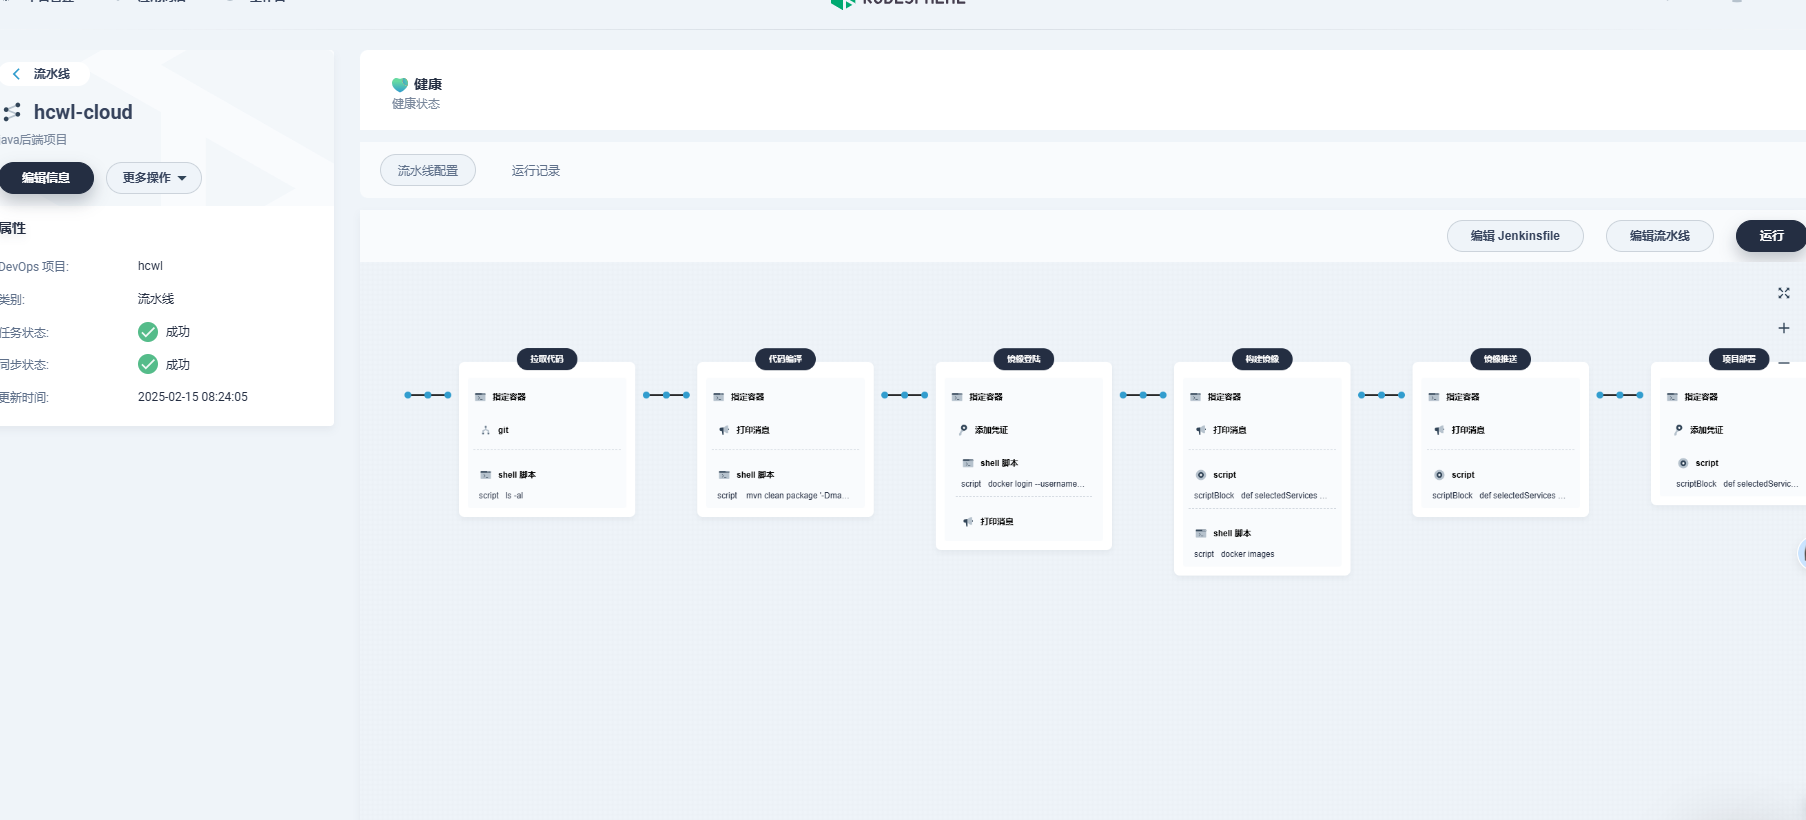 KUBESPHERE
流水线
hcwl-cloud
java后端项目
编辑信息
更多操作
属性
DevOps 项目:
hcwl
类别:
流水线
任务状态:
成功
同步状态:
成功
更新时间:
2025-02-15 08:24:05
健康
健康状态
流水线配置
运行记录
编辑 Jenkinsfile
编辑流水线
运行
拉取代码
指定容器
git
shell 脚本
script ls -al
代码编译
指定容器
打印消息
shell 脚本
script mvn clean package '-Dma...
镜像登陆
指定容器
添加凭证
shell 脚本
script docker login --username...
打印消息
构建镜像
指定容器
打印消息
script
scriptBlock def selectedServices ...
shell 脚本
script docker images
镜像推送
指定容器
打印消息
script
scriptBlock def selectedServices ...
项目部署
指定容器
添加凭证
script
scriptBlock def selectedServic...